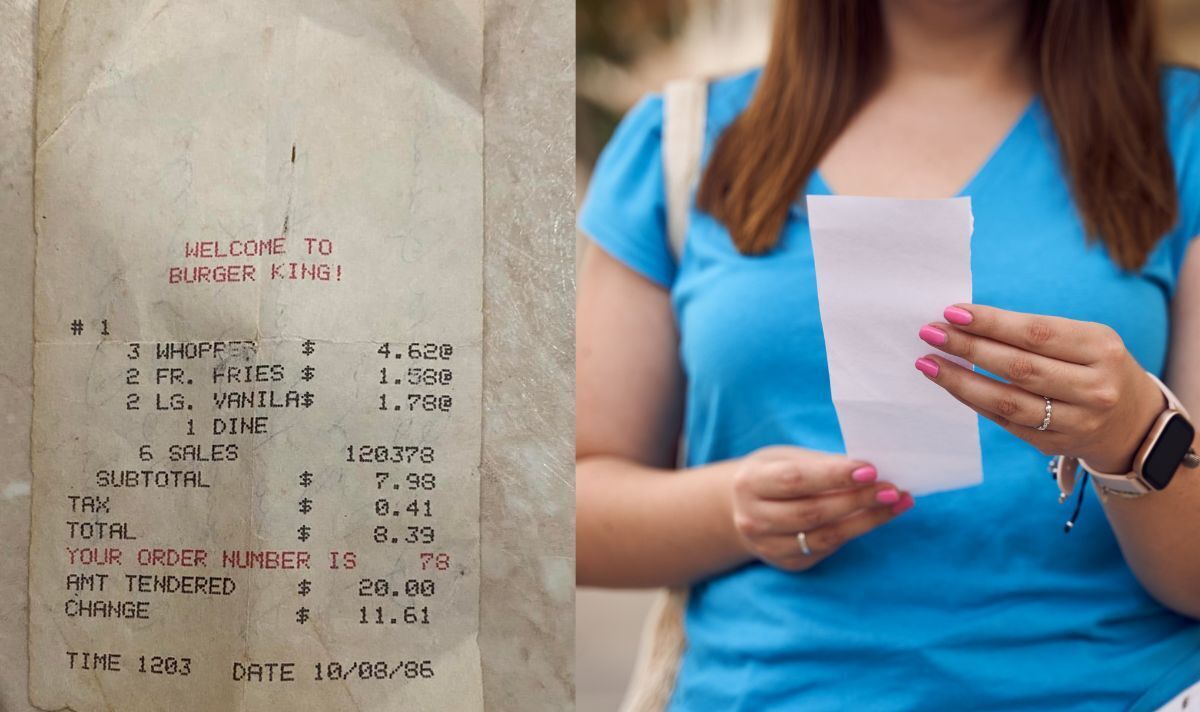 WELCOME TO
BURGER KING!
# 1
3 WHOPPER $ 4.62@
2 FR. FRIES $ 1.58@
2 LG. VANILA$ 1.78@
1 DINE
6 SALES 120378
SUBTOTAL $ 7.98
TAX $ 0.41
TOTAL $ 8.39
YOUR ORDER NUMBER IS 78
AMT TENDERED $ 20.00
CHANGE $ 11.61
TIME 1203 DATE 10/08/86